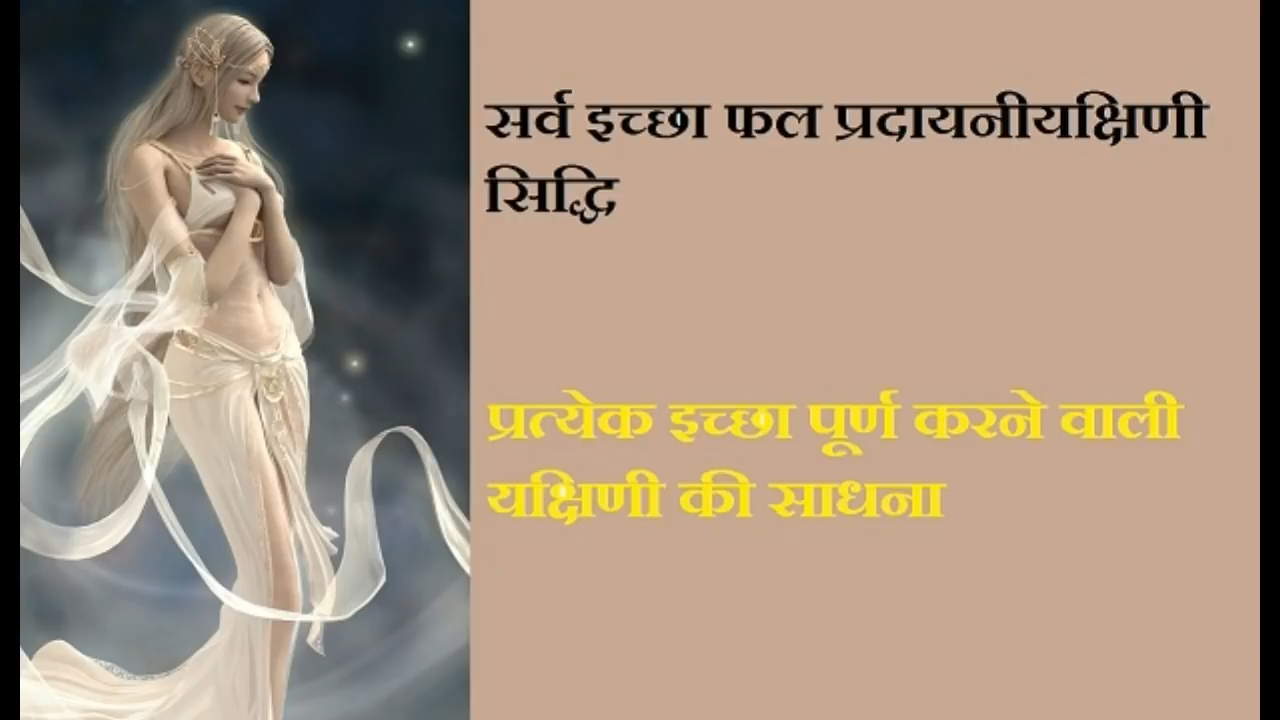 सर्व इच्छा फल प्रदायनीयक्षिणी
सिद्धि
प्रत्येक इच्छा पूर्ण करने वाली
यक्षिणी की साधना